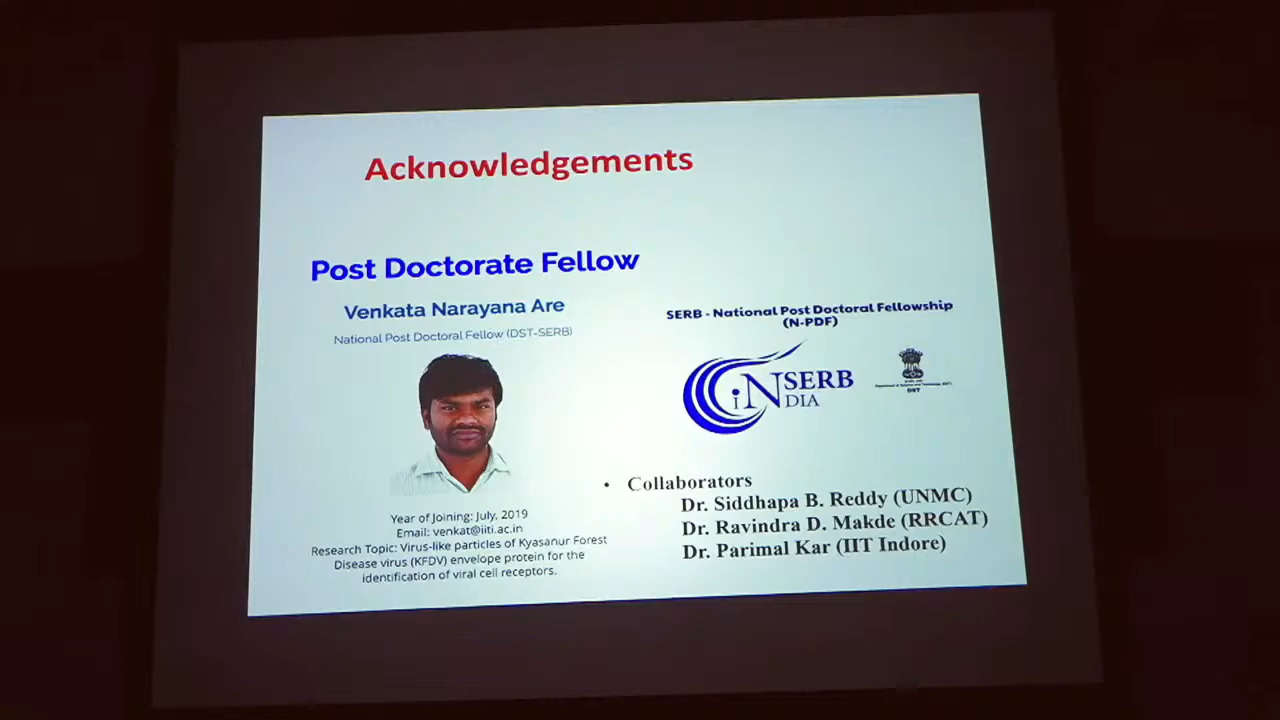 Acknowledgements
Post Doctorate Fellow
Venkata Narayana Are
National Post Doctoral Fellow (DST-SERB)
Year of Joining: July, 2019
Email: venkat@iiti.ac.in
Research Topic: Virus-like particles of Kyasanur Forest
Disease virus (KFDV) envelope protein for the
identification of viral cell receptors.
SERB - National Post Doctoral Fellowship
(N-PDF)
iNSERB
DIA
DST
• Collaborators
Dr. Siddhapa B. Reddy (UNMC)
Dr. Ravindra D. Makde (RRCAT)
Dr. Parimal Kar (IIT Indore)